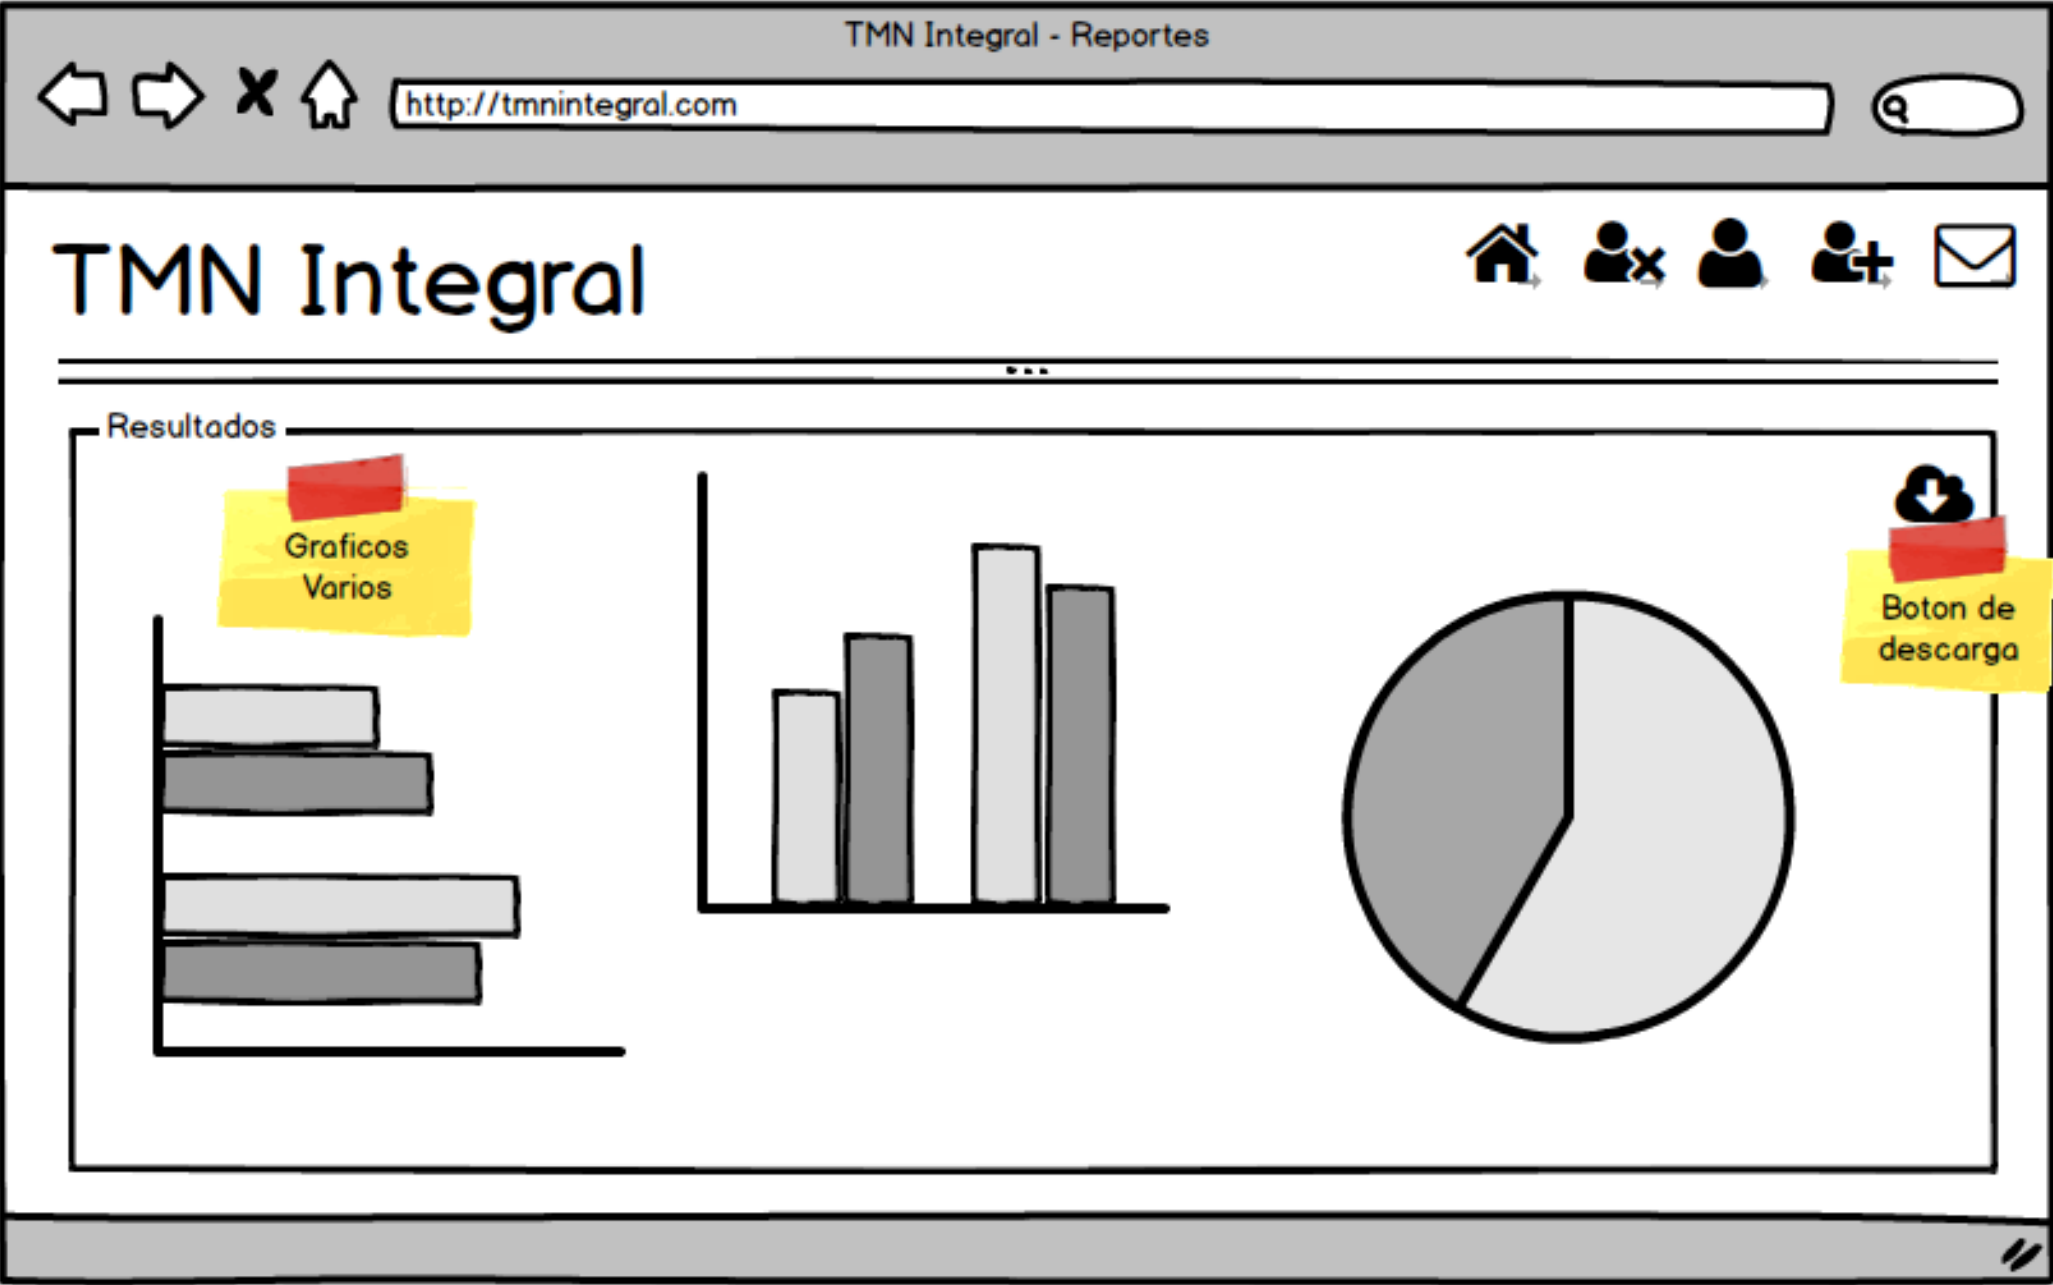 TMN Integral - Reportes
http://tmnintegral.com
TMN Integral
Resultados
Graficos
Varios
Boton de
descarga